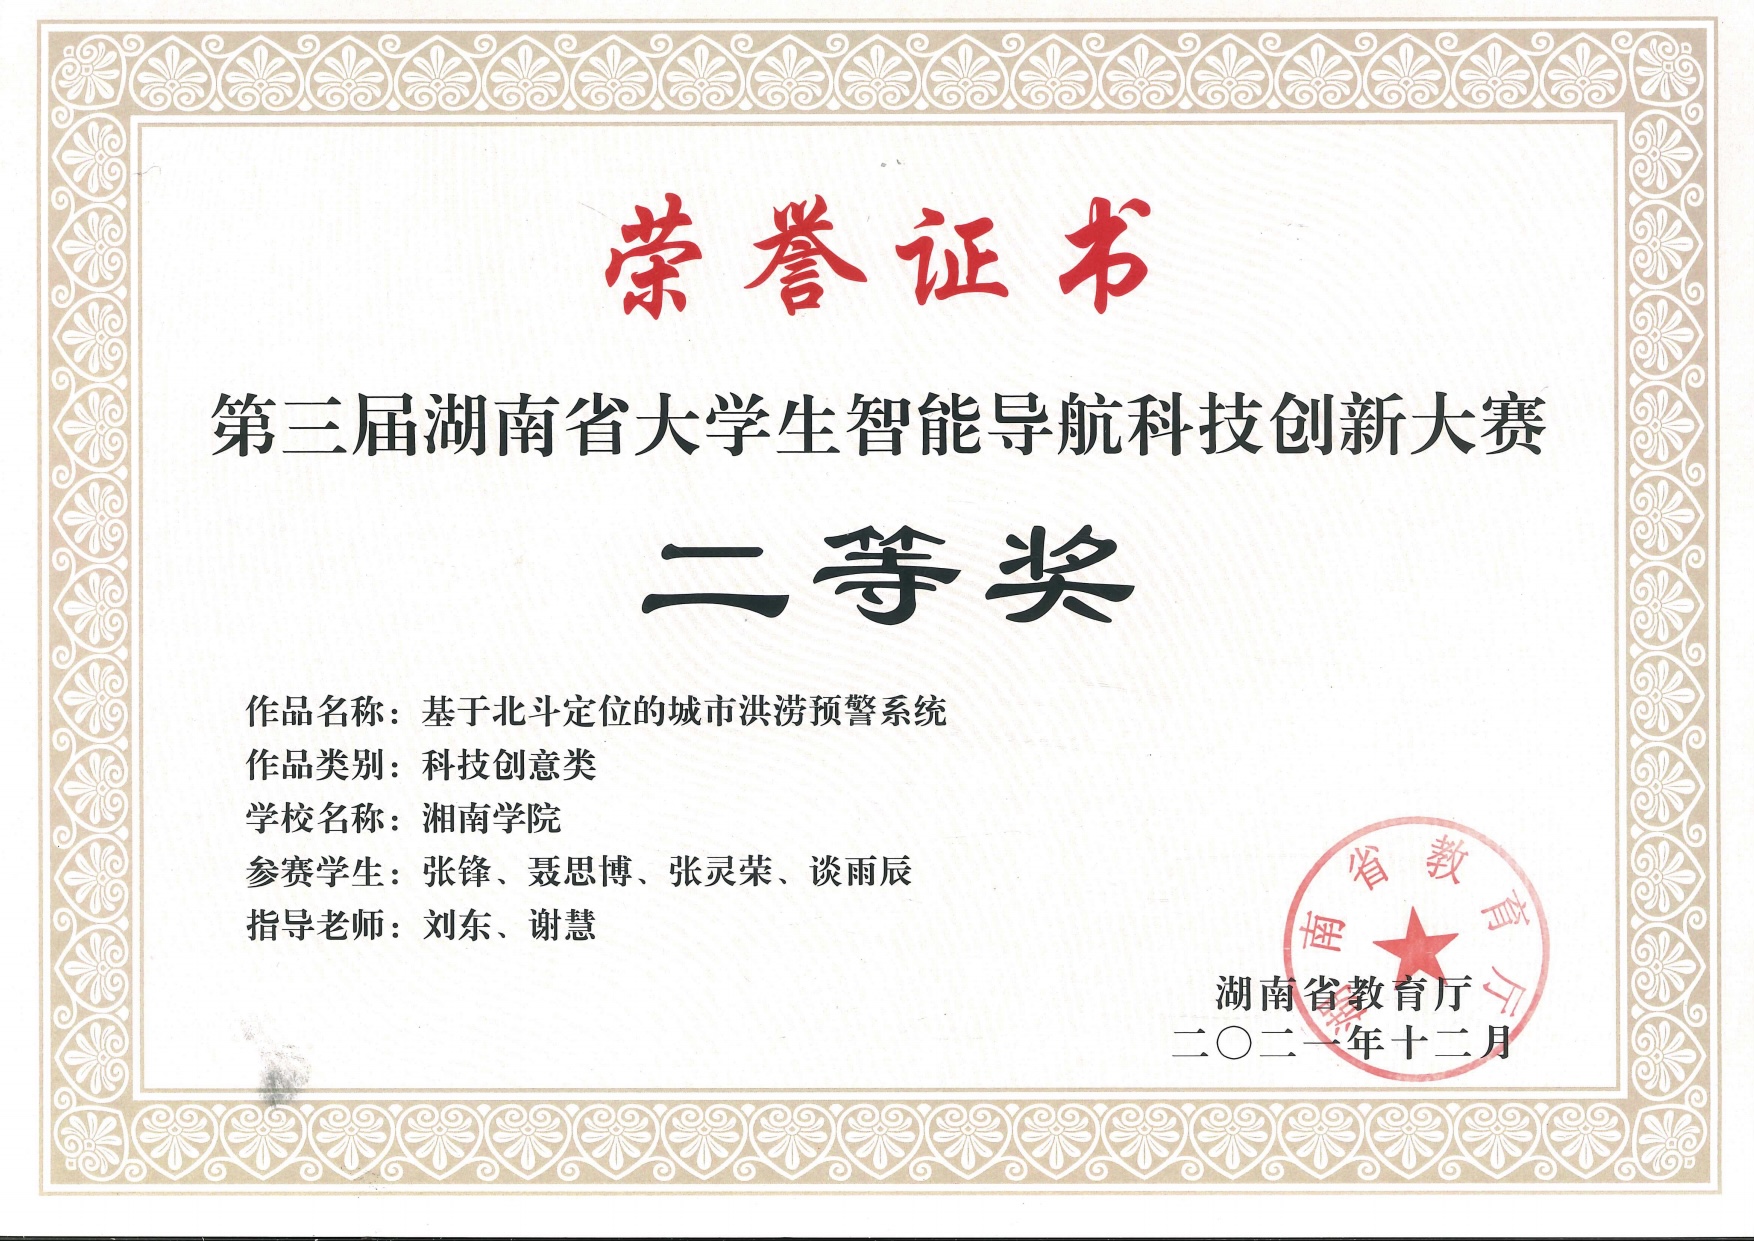 荣誉证书
第三届湖南省大学生智能导航科技创新大赛
二等奖
作品名称：基于北斗定位的城市洪涝预警系统
作品类别：科技创意类
学校名称：湘南学院
参赛学生：张锋、聂思博、张灵荣、谈雨辰
指导老师：刘东、谢慧
湖南省教育厅
湖南省教育厅
二〇二一年十二月